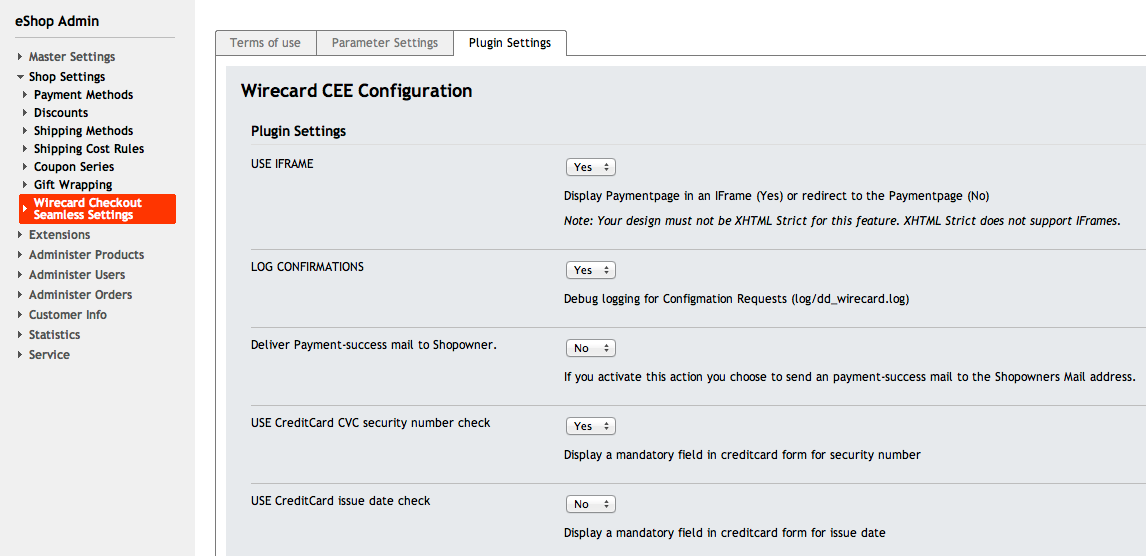 eShop Admin
Master Settings
Shop Settings
Payment Methods
Discounts
Shipping Methods
Shipping Cost Rules
Coupon Series
Gift Wrapping
Wirecard Checkout
Seamless Settings
Extensions
Administer Products
Administer Users
Administer Orders
Customer Info
Statistics
Service
Terms of use
Parameter Settings
Plugin Settings
Wirecard CEE Configuration
Plugin Settings
USE IFRAME
Yes
Display Paymentpage in an IFrame (Yes) or redirect to the Paymentpage (No)
Note: Your design must not be XHTML Strict for this feature. XHTML Strict does not support IFrames.
LOG CONFIRMATIONS
Yes
Debug logging for Configmation Requests (log/dd_wirecard.log)
Deliver Payment-success mail to Shopowner.
No
If you activate this action you choose to send an payment-success mail to the Shopowners Mail address.
USE CreditCard CVC security number check
Yes
Display a mandatory field in creditcard form for security number
USE CreditCard issue date check
No
Display a mandatory field in creditcard form for issue date